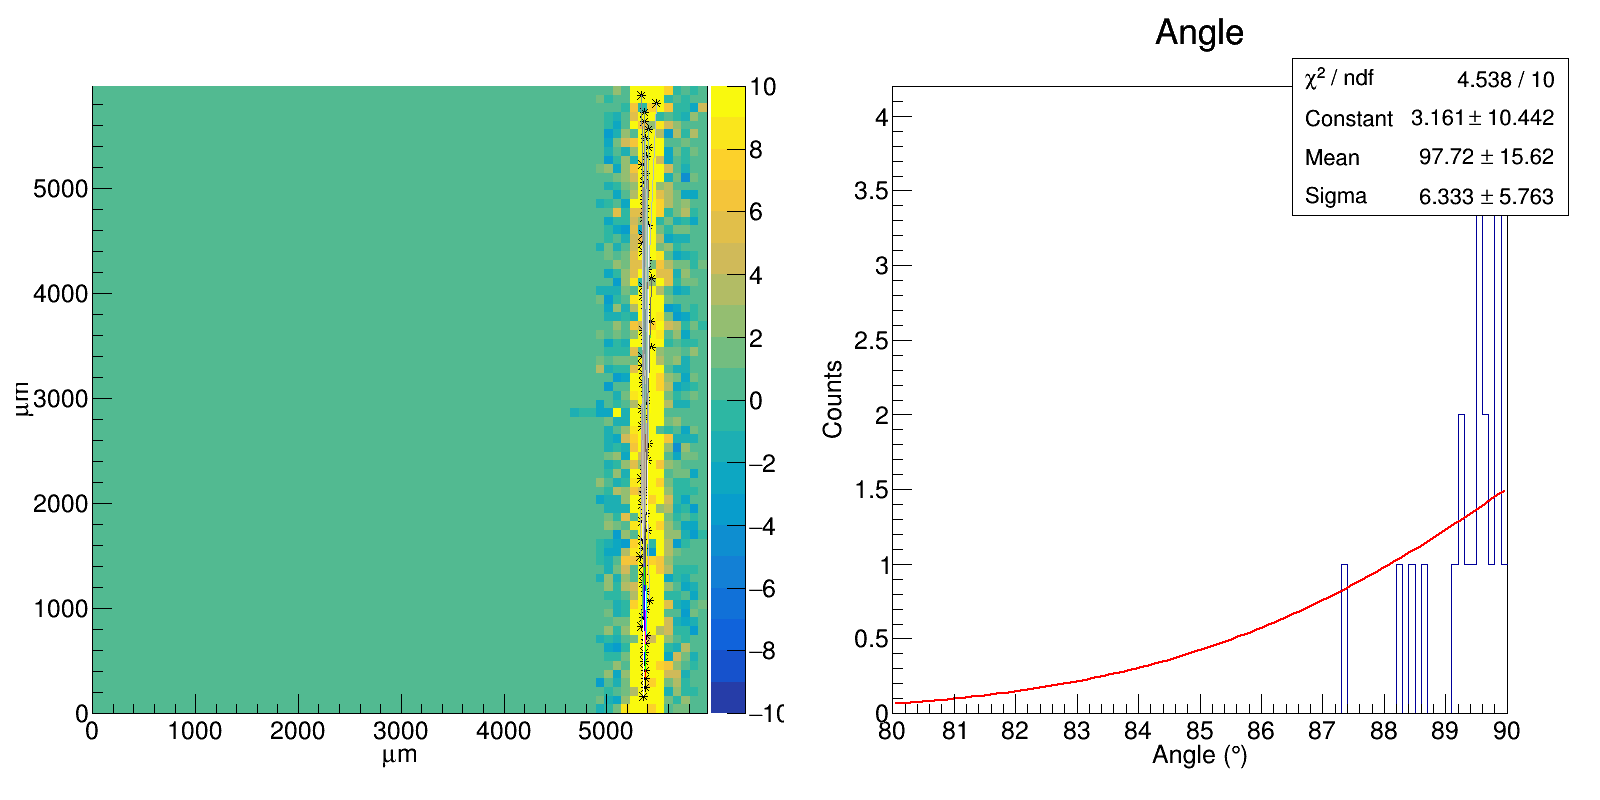 Angle
χ² / ndf 4.538 / 10
Constant 3.161 ± 10.442
Mean 97.72 ± 15.62
Sigma 6.333 ± 5.763
μm
5000
4000
3000
2000
1000
0
0 1000 2000 3000 4000 5000
μm
10
8
6
4
2
0
−2
−4
−6
−8
−10
Counts
4
3.5
3
2.5
2
1.5
1
0.5
0
80 81 82 83 84 85 86 87 88 89 90
Angle (°)